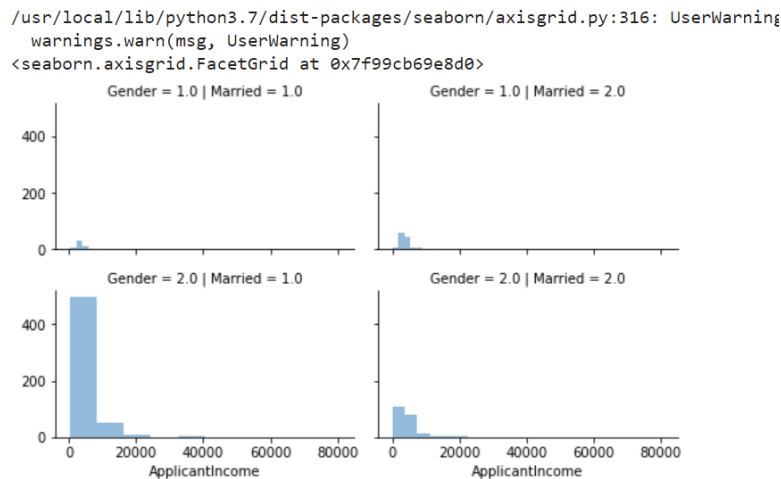 /usr/local/lib/python3.7/dist-packages/seaborn/axisgrid.py:316: UserWarning
warnings.warn(msg, UserWarning)
<seaborn.axisgrid.FacetGrid at 0x7f99cb69e8d0>
Gender = 1.0 | Married = 1.0
Gender = 1.0 | Married = 2.0
400
200
0
Gender = 2.0 | Married = 1.0
Gender = 2.0 | Married = 2.0
400
200
0
0 20000 40000 60000 80000
0 20000 40000 60000 80000
ApplicantIncome
ApplicantIncome